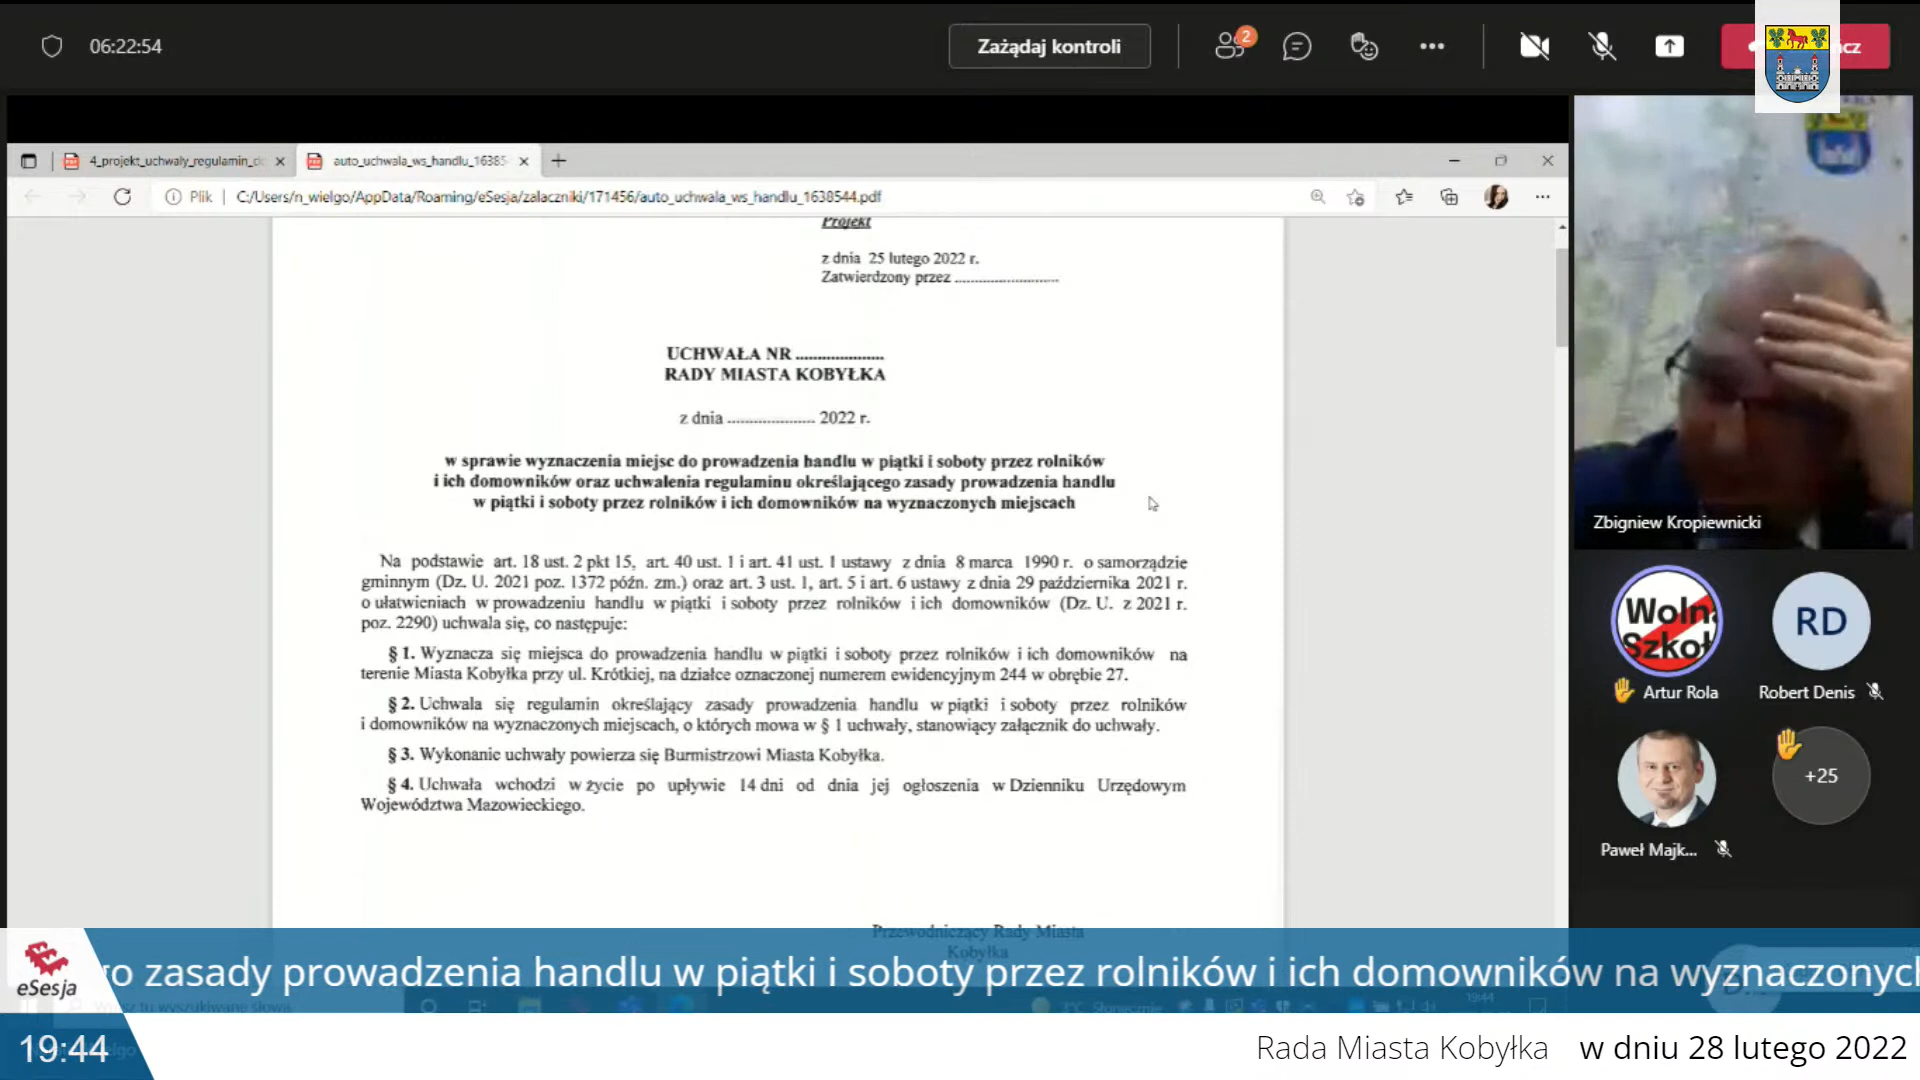 06:22:54
Zażądaj kontroli
2
4_projekt_uchwaly_regulamin_d
auto_uchwala_ws_handlu_16385
Plik
C:/Users/n_wielgo/AppData/Roaming/eSesja/zalaczniki/171456/auto_uchwala_ws_handlu_1638544.pdf
Projekt
z dnia 25 lutego 2022 r.
Zatwierdzony przez ..........................
UCHWAŁA NR .....................
RADY MIASTA KOBYŁKA
z dnia ..................... 2022 r.
w sprawie wyznaczenia miejsc do prowadzenia handlu w piątki i soboty przez rolników
i ich domowników oraz uchwalenia regulaminu określającego zasady prowadzenia handlu
w piątki i soboty przez rolników i ich domowników na wyznaczonych miejscach
Na podstawie art. 18 ust. 2 pkt 15, art. 40 ust. 1 i art. 41 ust. 1 ustawy z dnia 8 marca 1990 r. o samorządzie
gminnym (Dz. U. 2021 poz. 1372 późn. zm.) oraz art. 3 ust. 1, art. 5 i art. 6 ustawy z dnia 29 października 2021 r.
o ułatwieniach w prowadzeniu handlu w piątki i soboty przez rolników i ich domowników (Dz. U. z 2021 r.
poz. 2290) uchwala się, co następuje:
§ 1. Wyznacza się miejsca do prowadzenia handlu w piątki i soboty przez rolników i ich domowników na
terenie Miasta Kobyłka przy ul. Krótkiej, na działce oznaczonej numerem ewidencyjnym 244 w obrębie 27.
§ 2. Uchwala się regulamin określający zasady prowadzenia handlu w piątki i soboty przez rolników
i domowników na wyznaczonych miejscach, o których mowa w § 1 uchwały, stanowiący załącznik do uchwały.
§ 3. Wykonanie uchwały powierza się Burmistrzowi Miasta Kobyłka.
§ 4. Uchwała wchodzi w życie po upływie 14 dni od dnia jej ogłoszenia w Dzienniku Urzędowym
Województwa Mazowieckiego.
Przewodniczący Rady Miasta
Kobyłka
Zbigniew Kropiewnicki
Woln
Szkoł
Artur Rola
RD
Robert Denis
Paweł Majk...
+25
eSesja
go zasady prowadzenia handlu w piątki i soboty przez rolników i ich domowników na wyznaczonych
19:44
Rada Miasta Kobyłka w dniu 28 lutego 2022